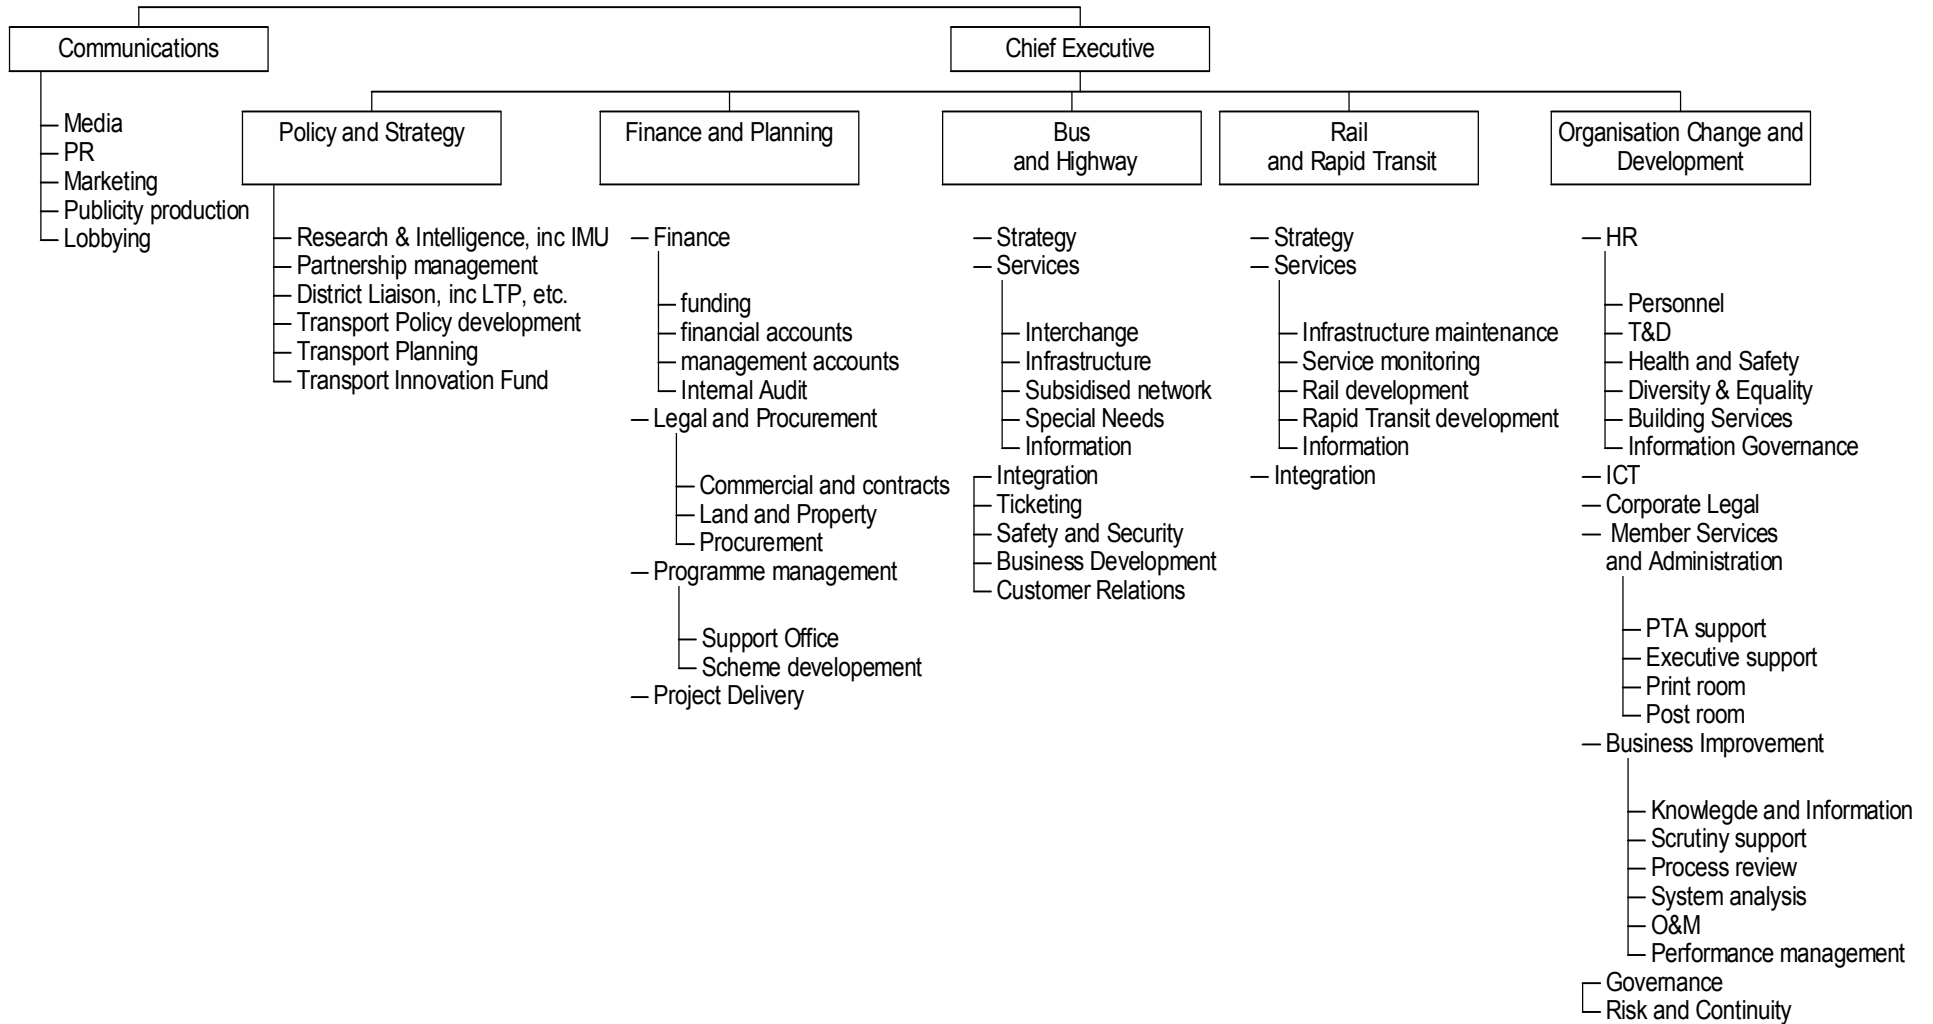 Communications
Media
PR
Marketing
Publicity production
Lobbying
Chief Executive
Policy and Strategy
Research & Intelligence, inc IMU
Partnership management
District Liaison, inc LTP, etc.
Transport Policy development
Transport Planning
Transport Innovation Fund
Finance and Planning
Finance
funding
financial accounts
management accounts
Internal Audit
Legal and Procurement
Commercial and contracts
Land and Property
Procurement
Programme management
Support Office
Scheme developement
Project Delivery
Bus
and Highway
Strategy
Services
Interchange
Infrastructure
Subsidised network
Special Needs
Information
Integration
Ticketing
Safety and Security
Business Development
Customer Relations
Rail
and Rapid Transit
Strategy
Services
Infrastructure maintenance
Service monitoring
Rail development
Rapid Transit development
Information
Integration
Organisation Change and
Development
HR
Personnel
T&D
Health and Safety
Diversity & Equality
Building Services
Information Governance
ICT
Corporate Legal
Member Services
and Administration
PTA support
Executive support
Print room
Post room
Business Improvement
Knowlegde and Information
Scrutiny support
Process review
System analysis
O&M
Performance management
Governance
Risk and Continuity